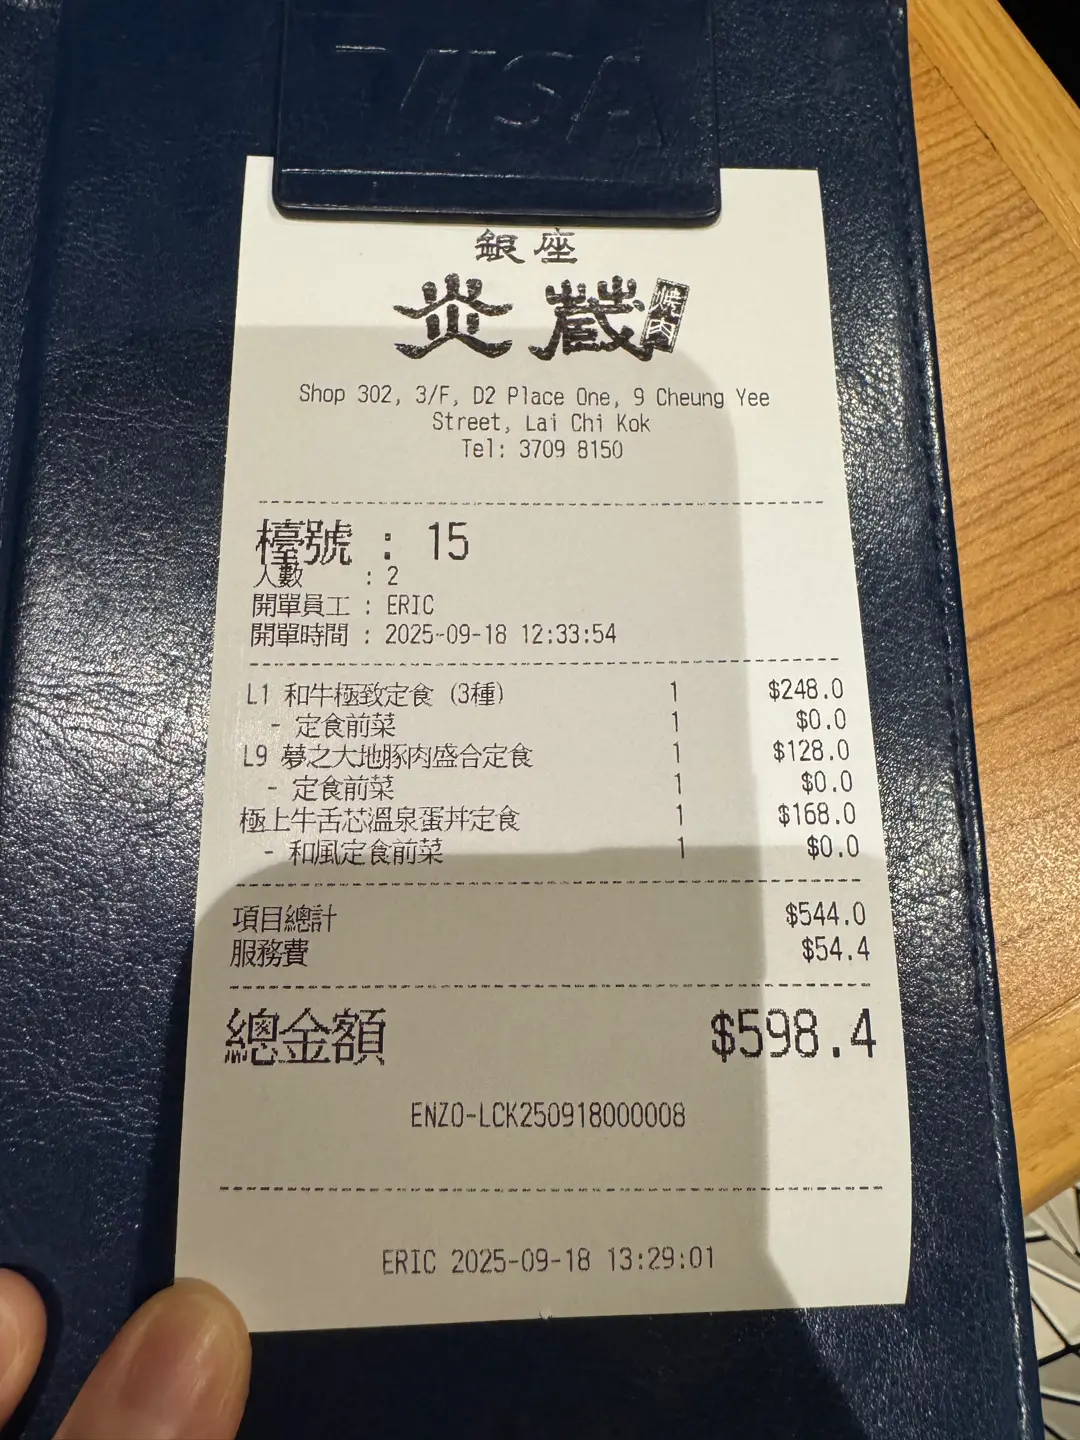 VISA
銀座
炎蔵 焼肉
Shop 302, 3/F, D2 Place One, 9 Cheung Yee
Street, Lai Chi Kok
Tel: 3709 8150
檯號 : 15
人數 : 2
開單員工 : ERIC
開單時間 : 2025-09-18 12:33:54
L1 和牛極致定食 (3種) 1 $248.0
- 定食前菜 1 $0.0
L9 夢之大地豚肉盛合定食 1 $128.0
- 定食前菜 1 $0.0
極上牛舌芯溫泉蛋丼定食 1 $168.0
- 和風定食前菜 1 $0.0
項目總計 $544.0
服務費 $54.4
總金額 $598.4
ENZO-LCK250918000008
ERIC 2025-09-18 13:29:01